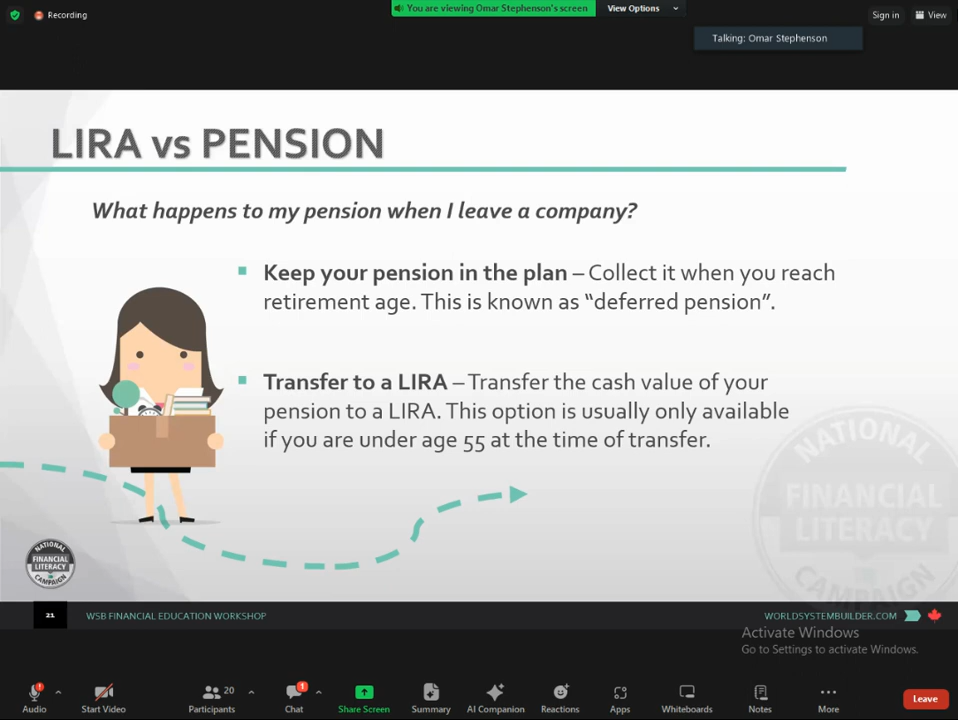 You are viewing Omar Stephenson's screen
View Options
Recording
Sign in
View
Talking: Omar Stephenson
LIRA vs PENSION
What happens to my pension when I leave a company?
Keep your pension in the plan – Collect it when you reach
retirement age. This is known as “deferred pension”.
Transfer to a LIRA – Transfer the cash value of your
pension to a LIRA. This option is usually only available
if you are under age 55 at the time of transfer.
NATIONAL
FINANCIAL
LITERACY
CAMPAIGN
NATIONAL
FINANCIAL
LITERACY
CAMPAIGN
21
WSB FINANCIAL EDUCATION WORKSHOP
WORLDSYSTEMBUILDER.COM
Activate Windows
Go to Settings to activate Windows.
20
1
Audio
Start Video
Participants
Chat
Share Screen
Summary
AI Companion
Reactions
Apps
Whiteboards
Notes
More
Leave